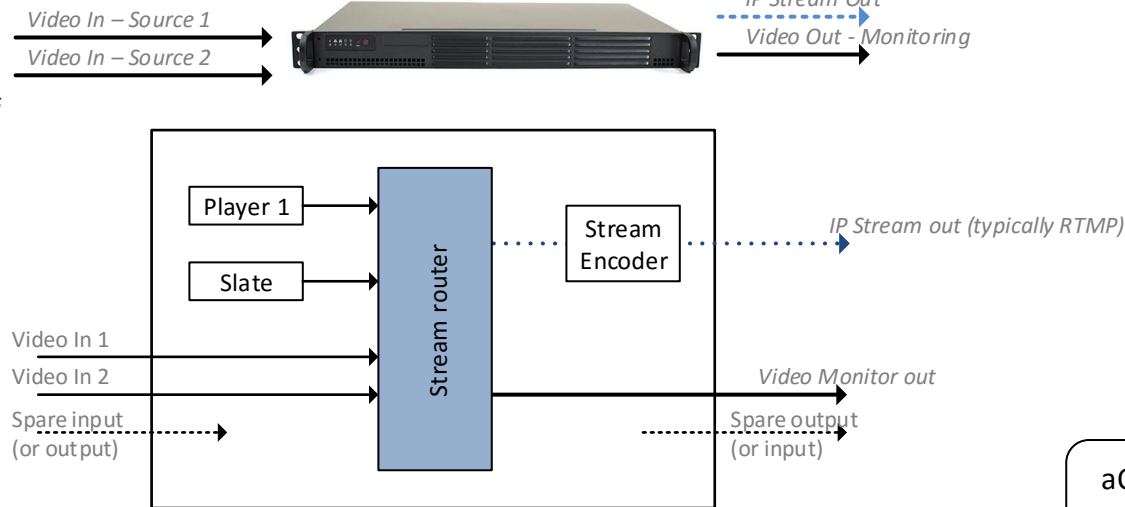 IP Stream Out
Video In – Source 1
Video Out - Monitoring
Video In – Source 2
Player 1
Stream
Encoder
IP Stream out (typically RTMP)
Slate
Stream router
Video In 1
Video In 2
Video Monitor out
Spare input
(or output)
Spare output
(or input)